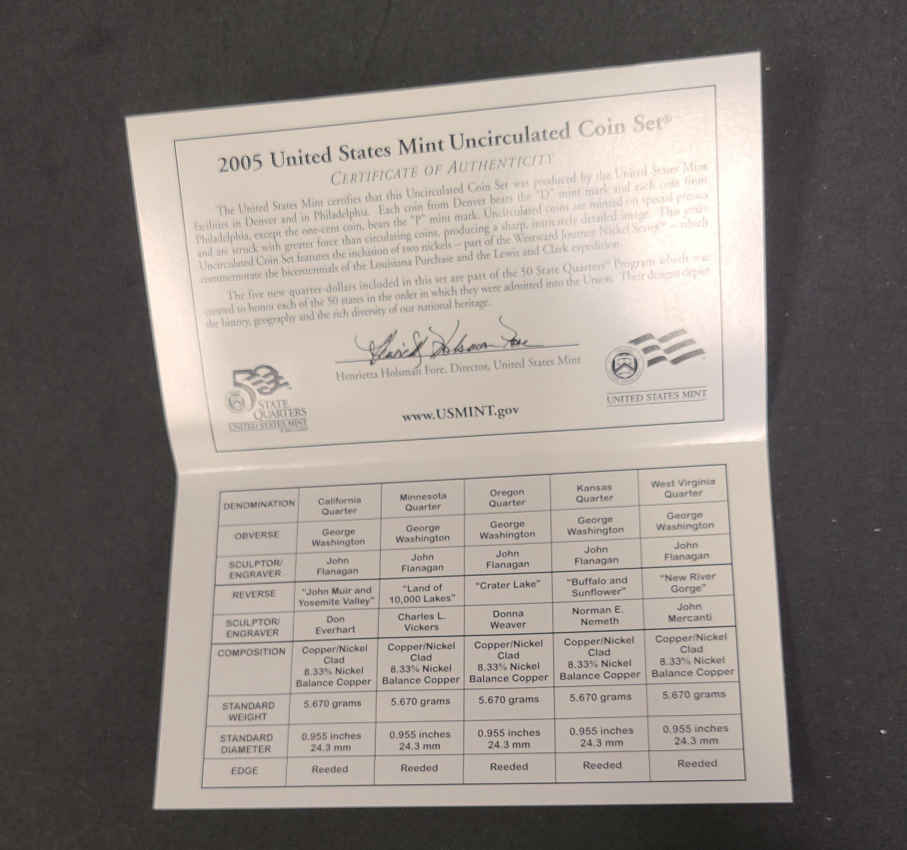 2005 United States Mint Uncirculated Coin Set®
CERTIFICATE OF AUTHENTICITY
The United States Mint certifies that this Uncirculated Coin Set was produced by the United States Mint
facilities in Denver and in Philadelphia. Each coin from Denver bears the "D" mint mark and each coin from
Philadelphia, except the one-cent coin, bears the "P" mint mark. Uncirculated coins are minted on special presses
and are struck with greater force than circulating coins, producing a sharp, intricately detailed image. This year's
Uncirculated Coin Set features the inclusion of two nickels – part of the Westward Journey Nickel Series™ – which
commemorate the bicentennials of the Louisiana Purchase and the Lewis and Clark expedition.
The five new quarter-dollars included in this set are part of the 50 State Quarters® Program which was
created to honor each of the 50 states in the order in which they were admitted into the Union. Their designs depict
the history, geography and the rich diversity of our national heritage.
Henrietta Holsman Fore
Henrietta Holsman Fore, Director, United States Mint
50
STATE
QUARTERS
UNITED STATES MINT
www.USMINT.gov
UNITED STATES MINT
DENOMINATION California Quarter Minnesota Quarter Oregon Quarter Kansas Quarter West Virginia Quarter
OBVERSE George Washington George Washington George Washington George Washington George Washington
SCULPTOR/ ENGRAVER John Flanagan John Flanagan John Flanagan John Flanagan John Flanagan
REVERSE "John Muir and Yosemite Valley" "Land of 10,000 Lakes" "Crater Lake" "Buffalo and Sunflower" "New River Gorge"
SCULPTOR/ ENGRAVER Don Everhart Charles L. Vickers Donna Weaver Norman E. Nemeth John Mercanti
COMPOSITION Copper/Nickel Clad 8.33% Nickel Balance Copper Copper/Nickel Clad 8.33% Nickel Balance Copper Copper/Nickel Clad 8.33% Nickel Balance Copper Copper/Nickel Clad 8.33% Nickel Balance Copper Copper/Nickel Clad 8.33% Nickel Balance Copper
STANDARD WEIGHT 5.670 grams 5.670 grams 5.670 grams 5.670 grams 5.670 grams
STANDARD DIAMETER 0.955 inches 24.3 mm 0.955 inches 24.3 mm 0.955 inches 24.3 mm 0.955 inches 24.3 mm 0.955 inches 24.3 mm
EDGE Reeded Reeded Reeded Reeded Reeded